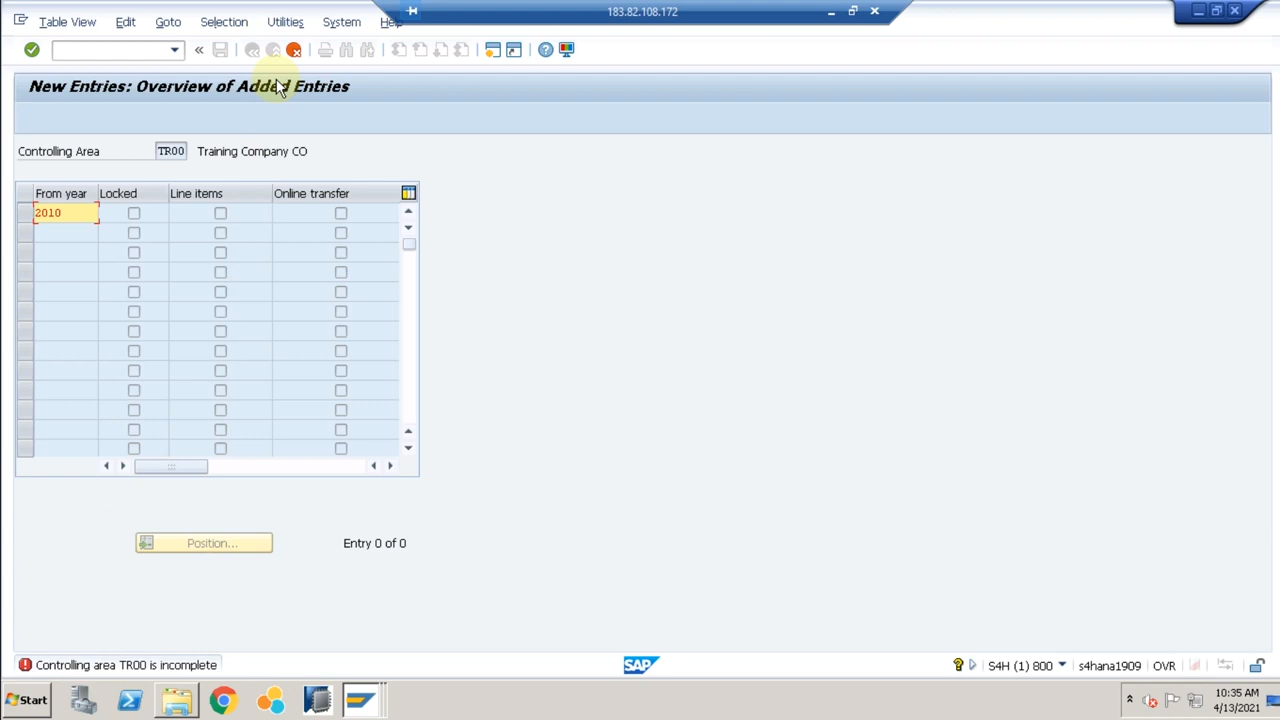 183.82.108.172
Table View Edit Goto Selection Utilities System Help
New Entries: Overview of Added Entries
Controlling Area TR00 Training Company CO
From year Locked Line items Online transfer
2010
Position... Entry 0 of 0
Controlling area TR00 is incomplete
SAP
S4H (1) 800 s4hana1909 OVR
Start
10:35 AM
4/13/2021